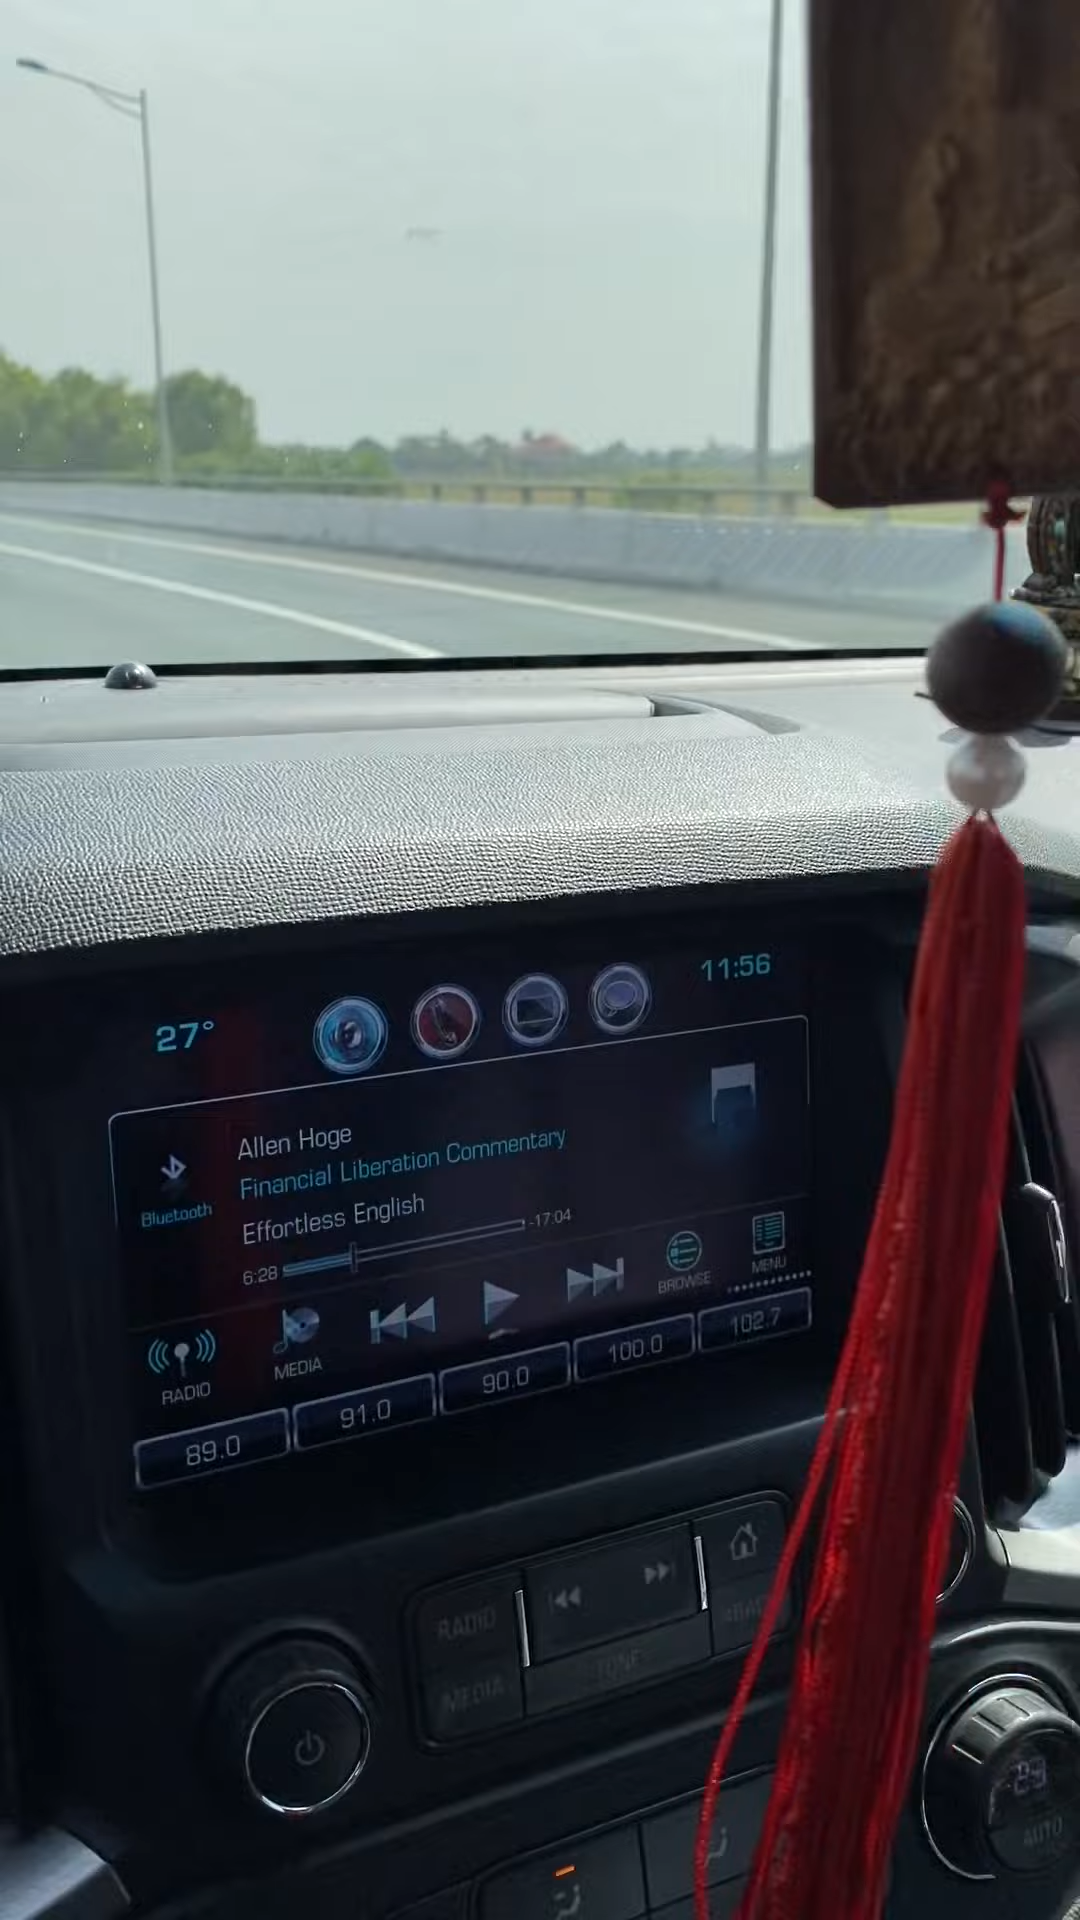 27°
11:56
Allen Hoge
Financial Liberation Commentary
Bluetooth
Effortless English
6:28
-17:04
RADIO
MEDIA
BROWSE
MENU
89.0
91.0
90.0
100.0
102.7
RADIO
MEDIA
TONE
AUTO